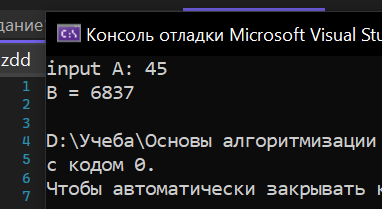 дание
Консоль отладки Microsoft Visual Stu
zdd
input A: 45
1
B = 6837
2
3
D:\Учеба\Основы алгоритмизации
4
с кодом 0.
5
6
Чтобы автоматически закрывать к
7